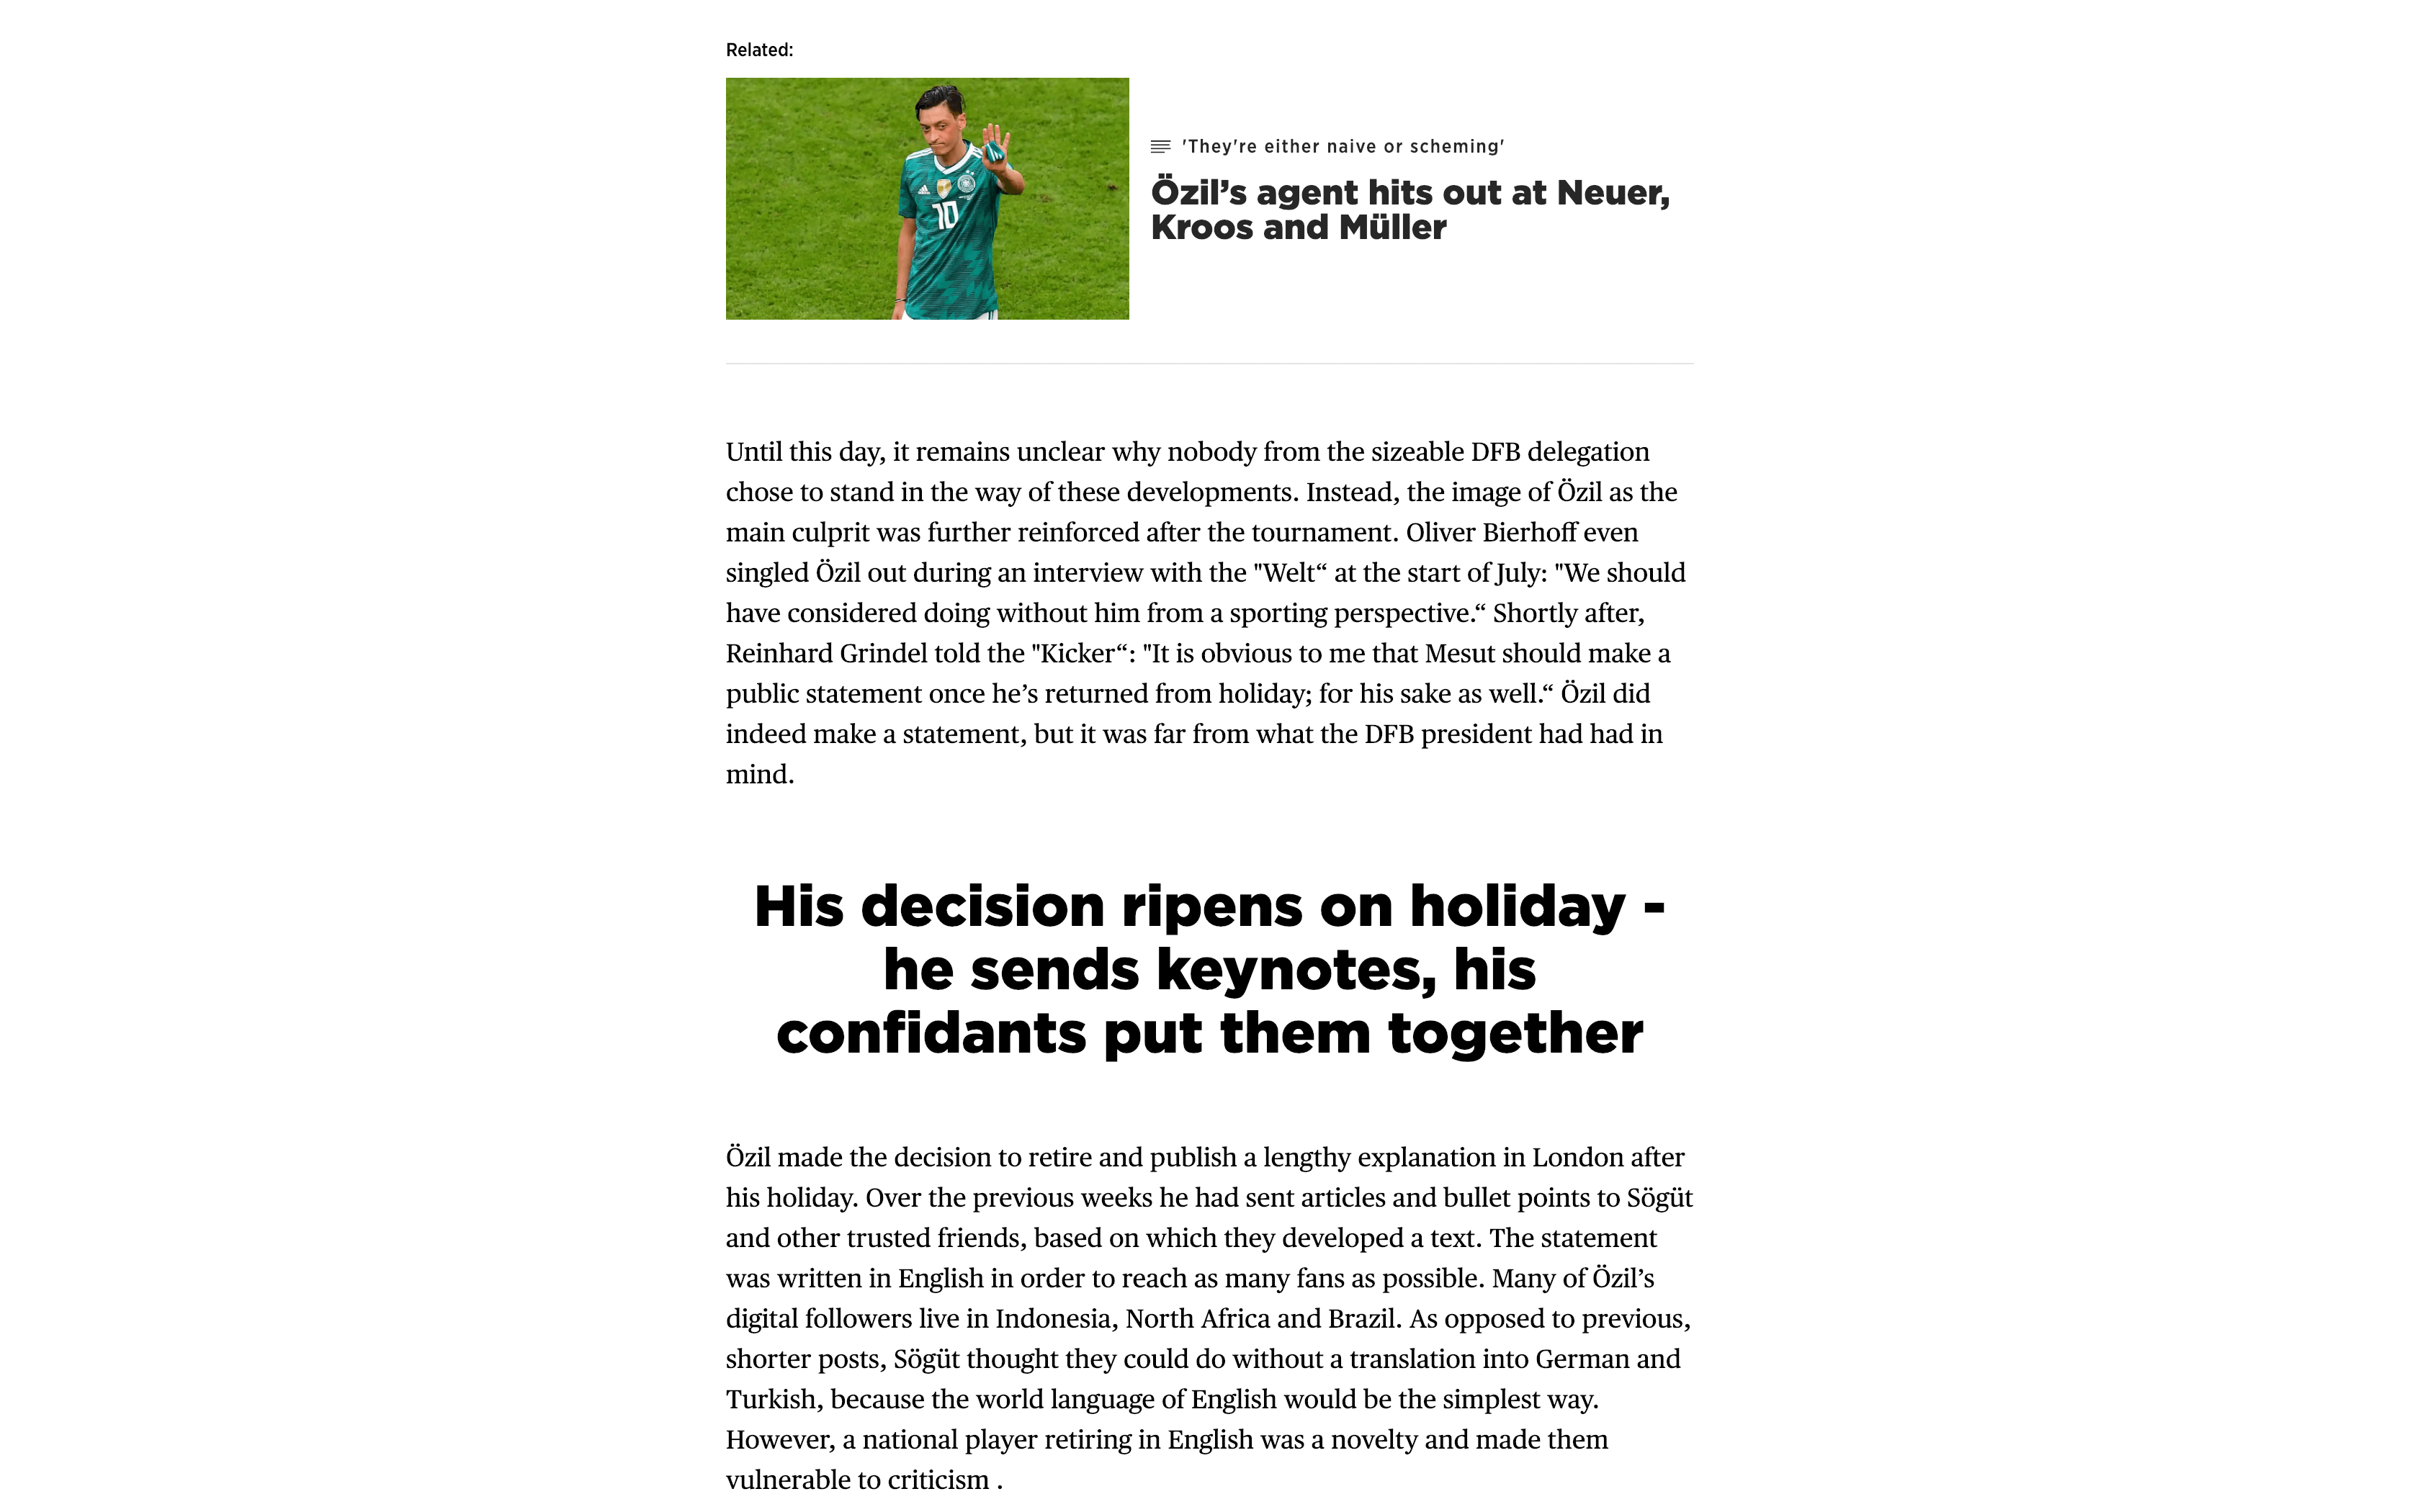 Related:
'They're either naive or scheming'
Özil’s agent hits out at Neuer,
Kroos and Müller
10
Until this day, it remains unclear why nobody from the sizeable DFB delegation
chose to stand in the way of these developments. Instead, the image of Özil as the
main culprit was further reinforced after the tournament. Oliver Bierhoff even
singled Özil out during an interview with the "Welt“ at the start of July: "We should
have considered doing without him from a sporting perspective.“ Shortly after,
Reinhard Grindel told the "Kicker“: "It is obvious to me that Mesut should make a
public statement once he’s returned from holiday; for his sake as well.“ Özil did
indeed make a statement, but it was far from what the DFB president had had in
mind.
His decision ripens on holiday -
he sends keynotes, his
confidants put them together
Özil made the decision to retire and publish a lengthy explanation in London after
his holiday. Over the previous weeks he had sent articles and bullet points to Sögüt
and other trusted friends, based on which they developed a text. The statement
was written in English in order to reach as many fans as possible. Many of Özil’s
digital followers live in Indonesia, North Africa and Brazil. As opposed to previous,
shorter posts, Sögüt thought they could do without a translation into German and
Turkish, because the world language of English would be the simplest way.
However, a national player retiring in English was a novelty and made them
vulnerable to criticism .